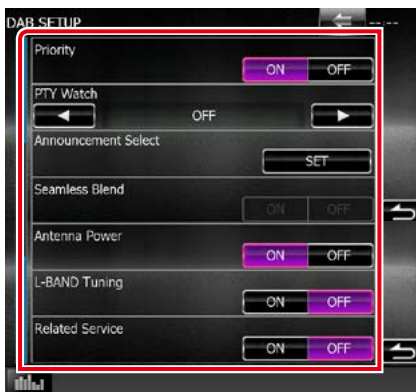 DAB SETUP --:--
Priority
ON OFF
PTY Watch
OFF
Announcement Select
SET
Seamless Blend
ON OFF
Antenna Power
ON OFF
L-BAND Tuning
ON OFF
Related Service
ON OFF